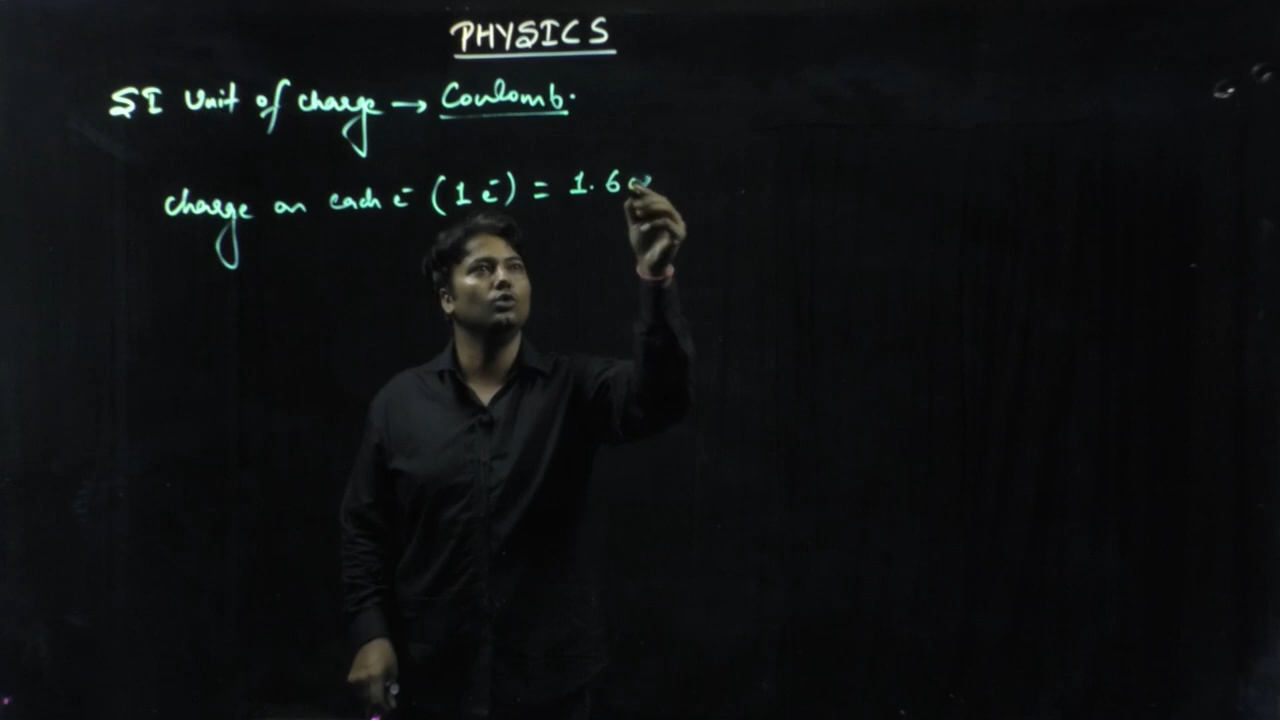 PHYSICS
SI Unit of charge → Coulomb.
charge on each e⁻ (1 e⁻) = 1.6